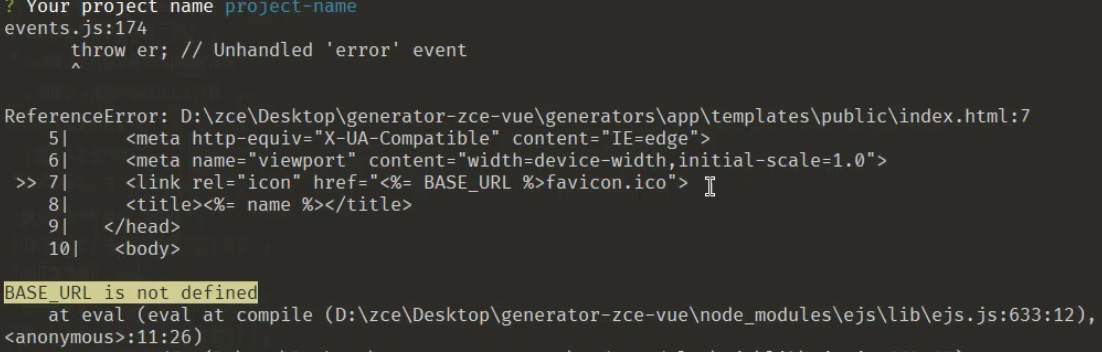 ? Your project name project-name
events.js:174
throw er; // Unhandled 'error' event
^
ReferenceError: D:\zce\Desktop\generator-zce-vue\generators\app\templates\public\index.html:7
5| <meta http-equiv="X-UA-Compatible" content="IE=edge">
6| <meta name="viewport" content="width=device-width,initial-scale=1.0">
>> 7| <link rel="icon" href="<%= BASE_URL %>favicon.ico">
8| <title><%= name %></title>
9| </head>
10| <body>
BASE_URL is not defined
at eval (eval at compile (D:\zce\Desktop\generator-zce-vue\node_modules\ejs\lib\ejs.js:633:12),
<anonymous>:11:26)